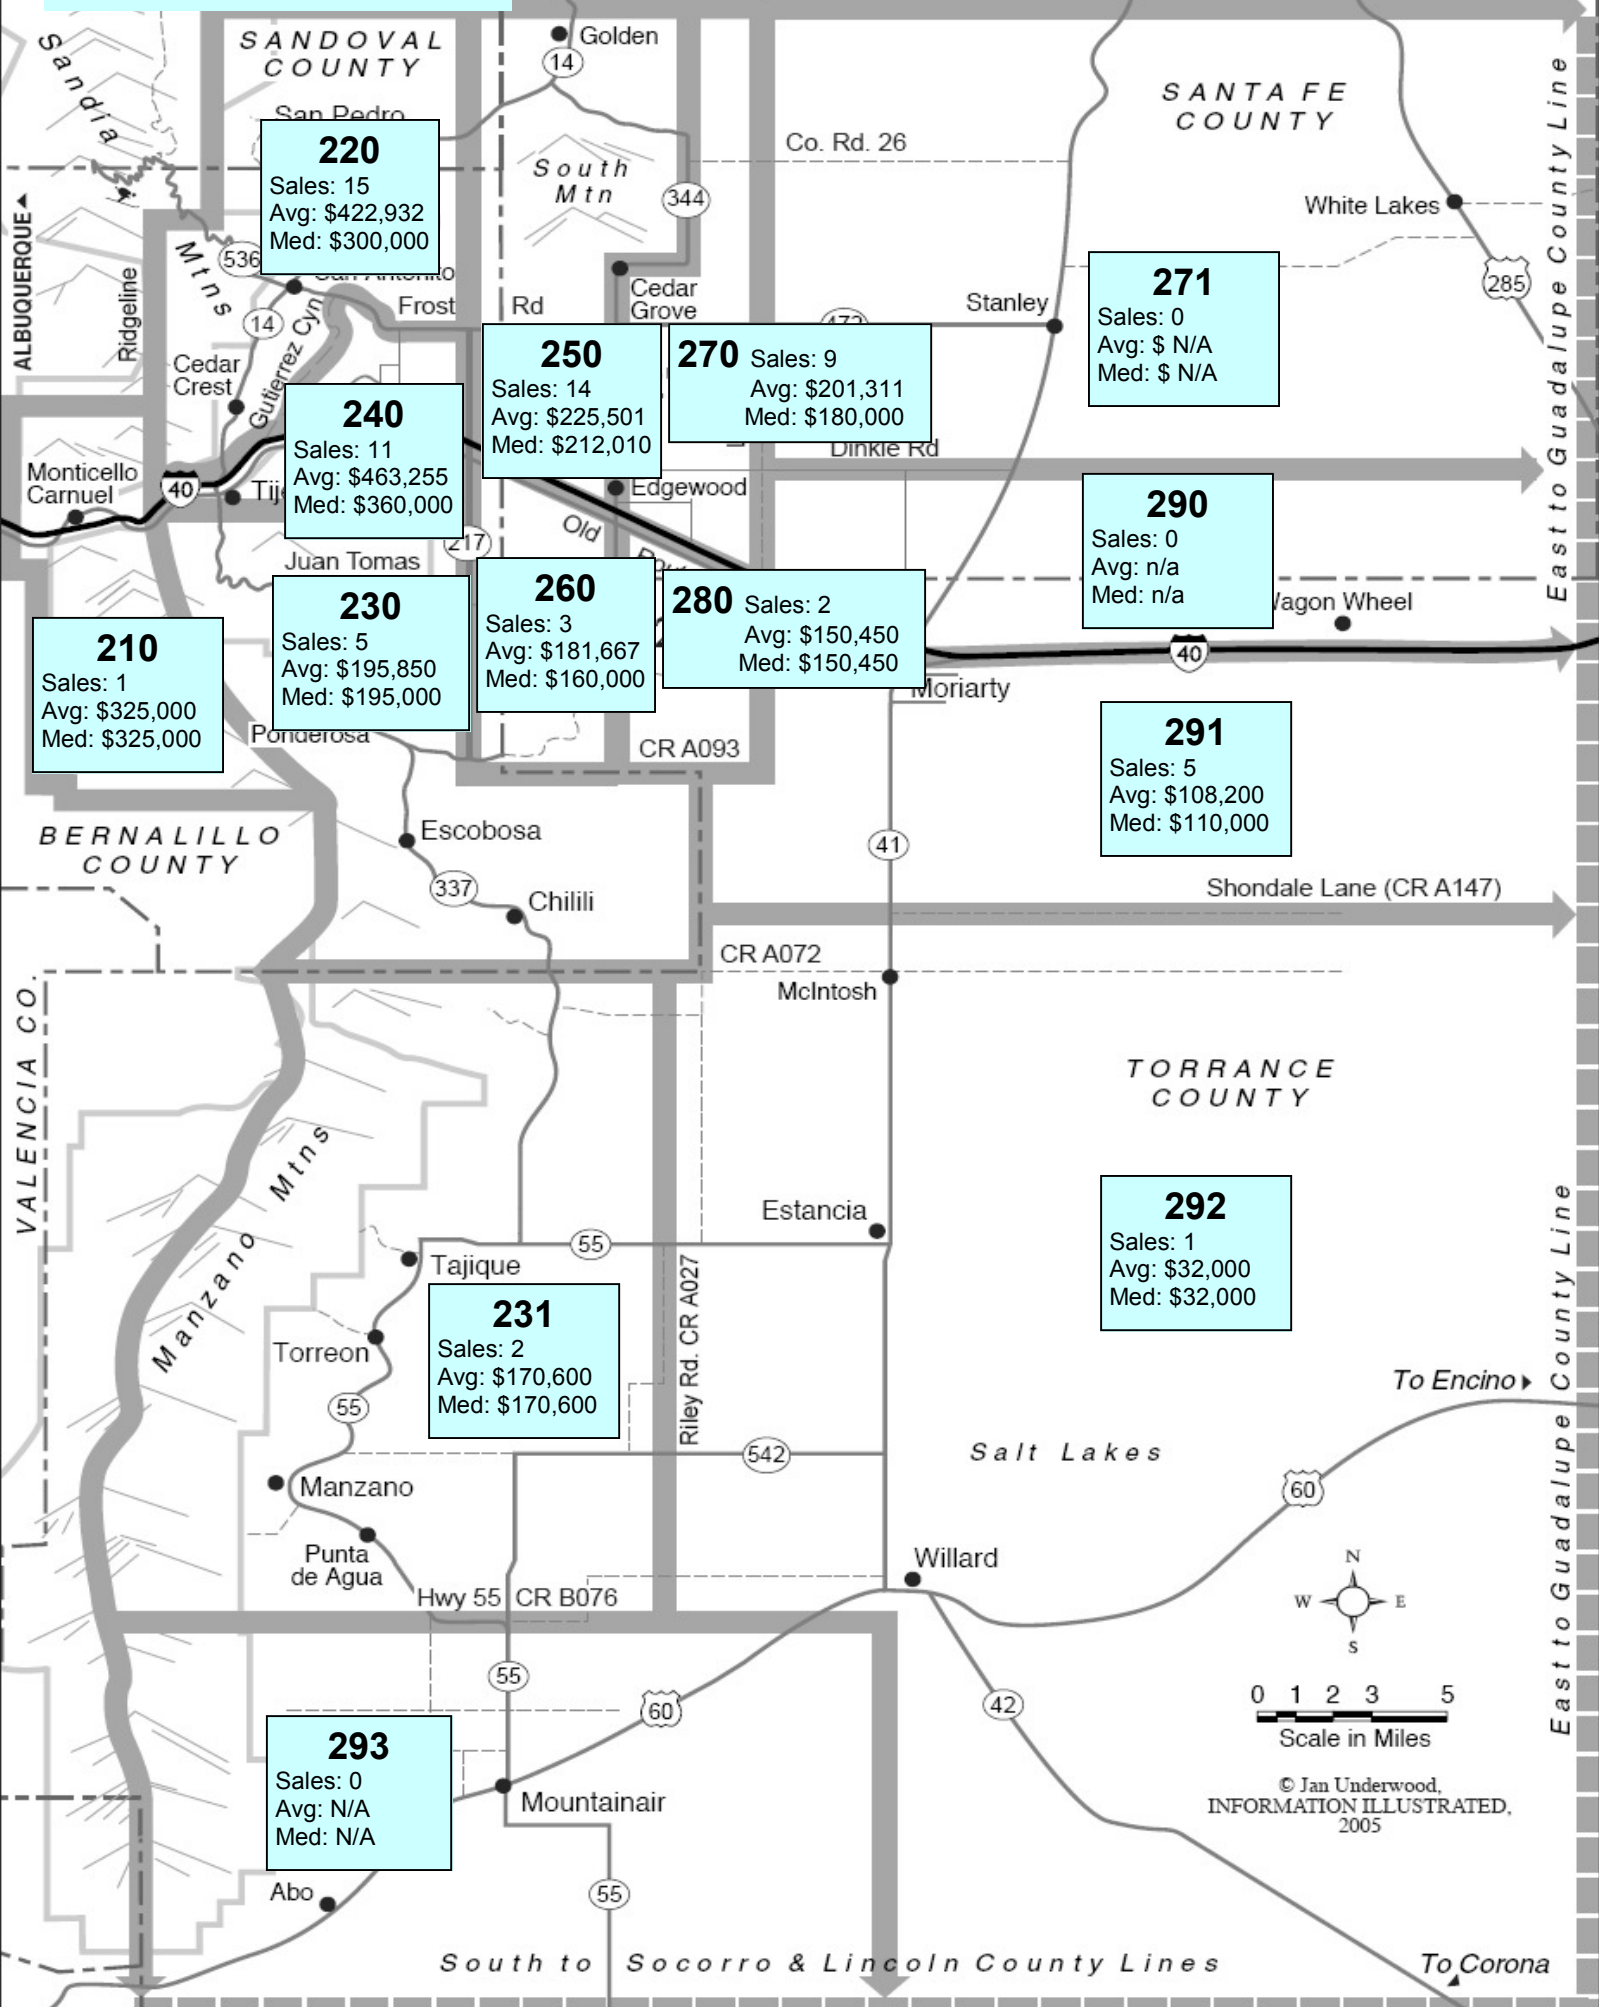 SANDOVAL
COUNTY
Golden
14
Sandia
Mtns
San Pedro
220
Sales: 15
Avg: $422,932
Med: $300,000
South
Mtn
Co. Rd. 26
344
SANTA FE
COUNTY
White Lakes
285
East to Guadalupe County Line
ALBUQUERQUE
Ridgeline
536
San Antonito
14
Gutierrez Cyn
Frost Rd
Cedar
Grove
472
Stanley
271
Sales: 0
Avg: $ N/A
Med: $ N/A
Cedar
Crest
250
Sales: 14
Avg: $225,501
Med: $212,010
270 Sales: 9
Avg: $201,311
Med: $180,000
240
Sales: 11
Avg: $463,255
Med: $360,000
Dinkle Rd
Monticello
Carnuel
40
Edgewood
Old
217
Juan Tomas
290
Sales: 0
Avg: n/a
Med: n/a
Wagon Wheel
40
210
Sales: 1
Avg: $325,000
Med: $325,000
230
Sales: 5
Avg: $195,850
Med: $195,000
260
Sales: 3
Avg: $181,667
Med: $160,000
280 Sales: 2
Avg: $150,450
Med: $150,450
Moriarty
Ponderosa
CR A093
291
Sales: 5
Avg: $108,200
Med: $110,000
BERNALILLO
COUNTY
Escobosa
41
337
Chilili
Shondale Lane (CR A147)
CR A072
McIntosh
VALENCIA CO.
TORRANCE
COUNTY
Manzano Mtns
Estancia
55
Tajique
292
Sales: 1
Avg: $32,000
Med: $32,000
East to Guadalupe County Line
231
Sales: 2
Avg: $170,600
Med: $170,600
Riley Rd. CR A027
Torreon
55
To Encino
542
Salt Lakes
60
Manzano
Punta
de Agua
Willard
Hwy 55 CR B076
N
W E
S
55
60
42
0 1 2 3 5
Scale in Miles
293
Sales: 0
Avg: N/A
Med: N/A
Mountainair
© Jan Underwood,
INFORMATION ILLUSTRATED,
2005
Abo
55
South to Socorro & Lincoln County Lines
To Corona